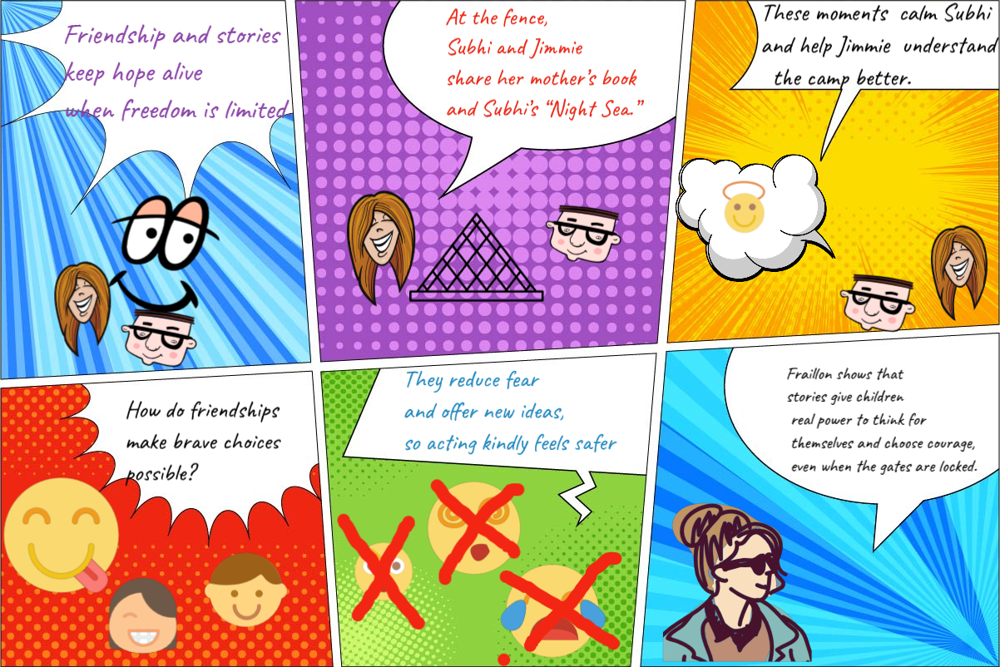 Friendship and stories
keep hope alive
when freedom is limited
At the fence,
Subhi and Jimmie
share her mother's book
and Subhi's "Night Sea."
These moments calm Subhi
and help Jimmie understand
the camp better.
How do friendships
make brave choices
possible?
They reduce fear
and offer new ideas,
so acting kindly feels safer
Fraillon shows that
stories give children
real power to think for
themselves and choose courage,
even when the gates are locked.